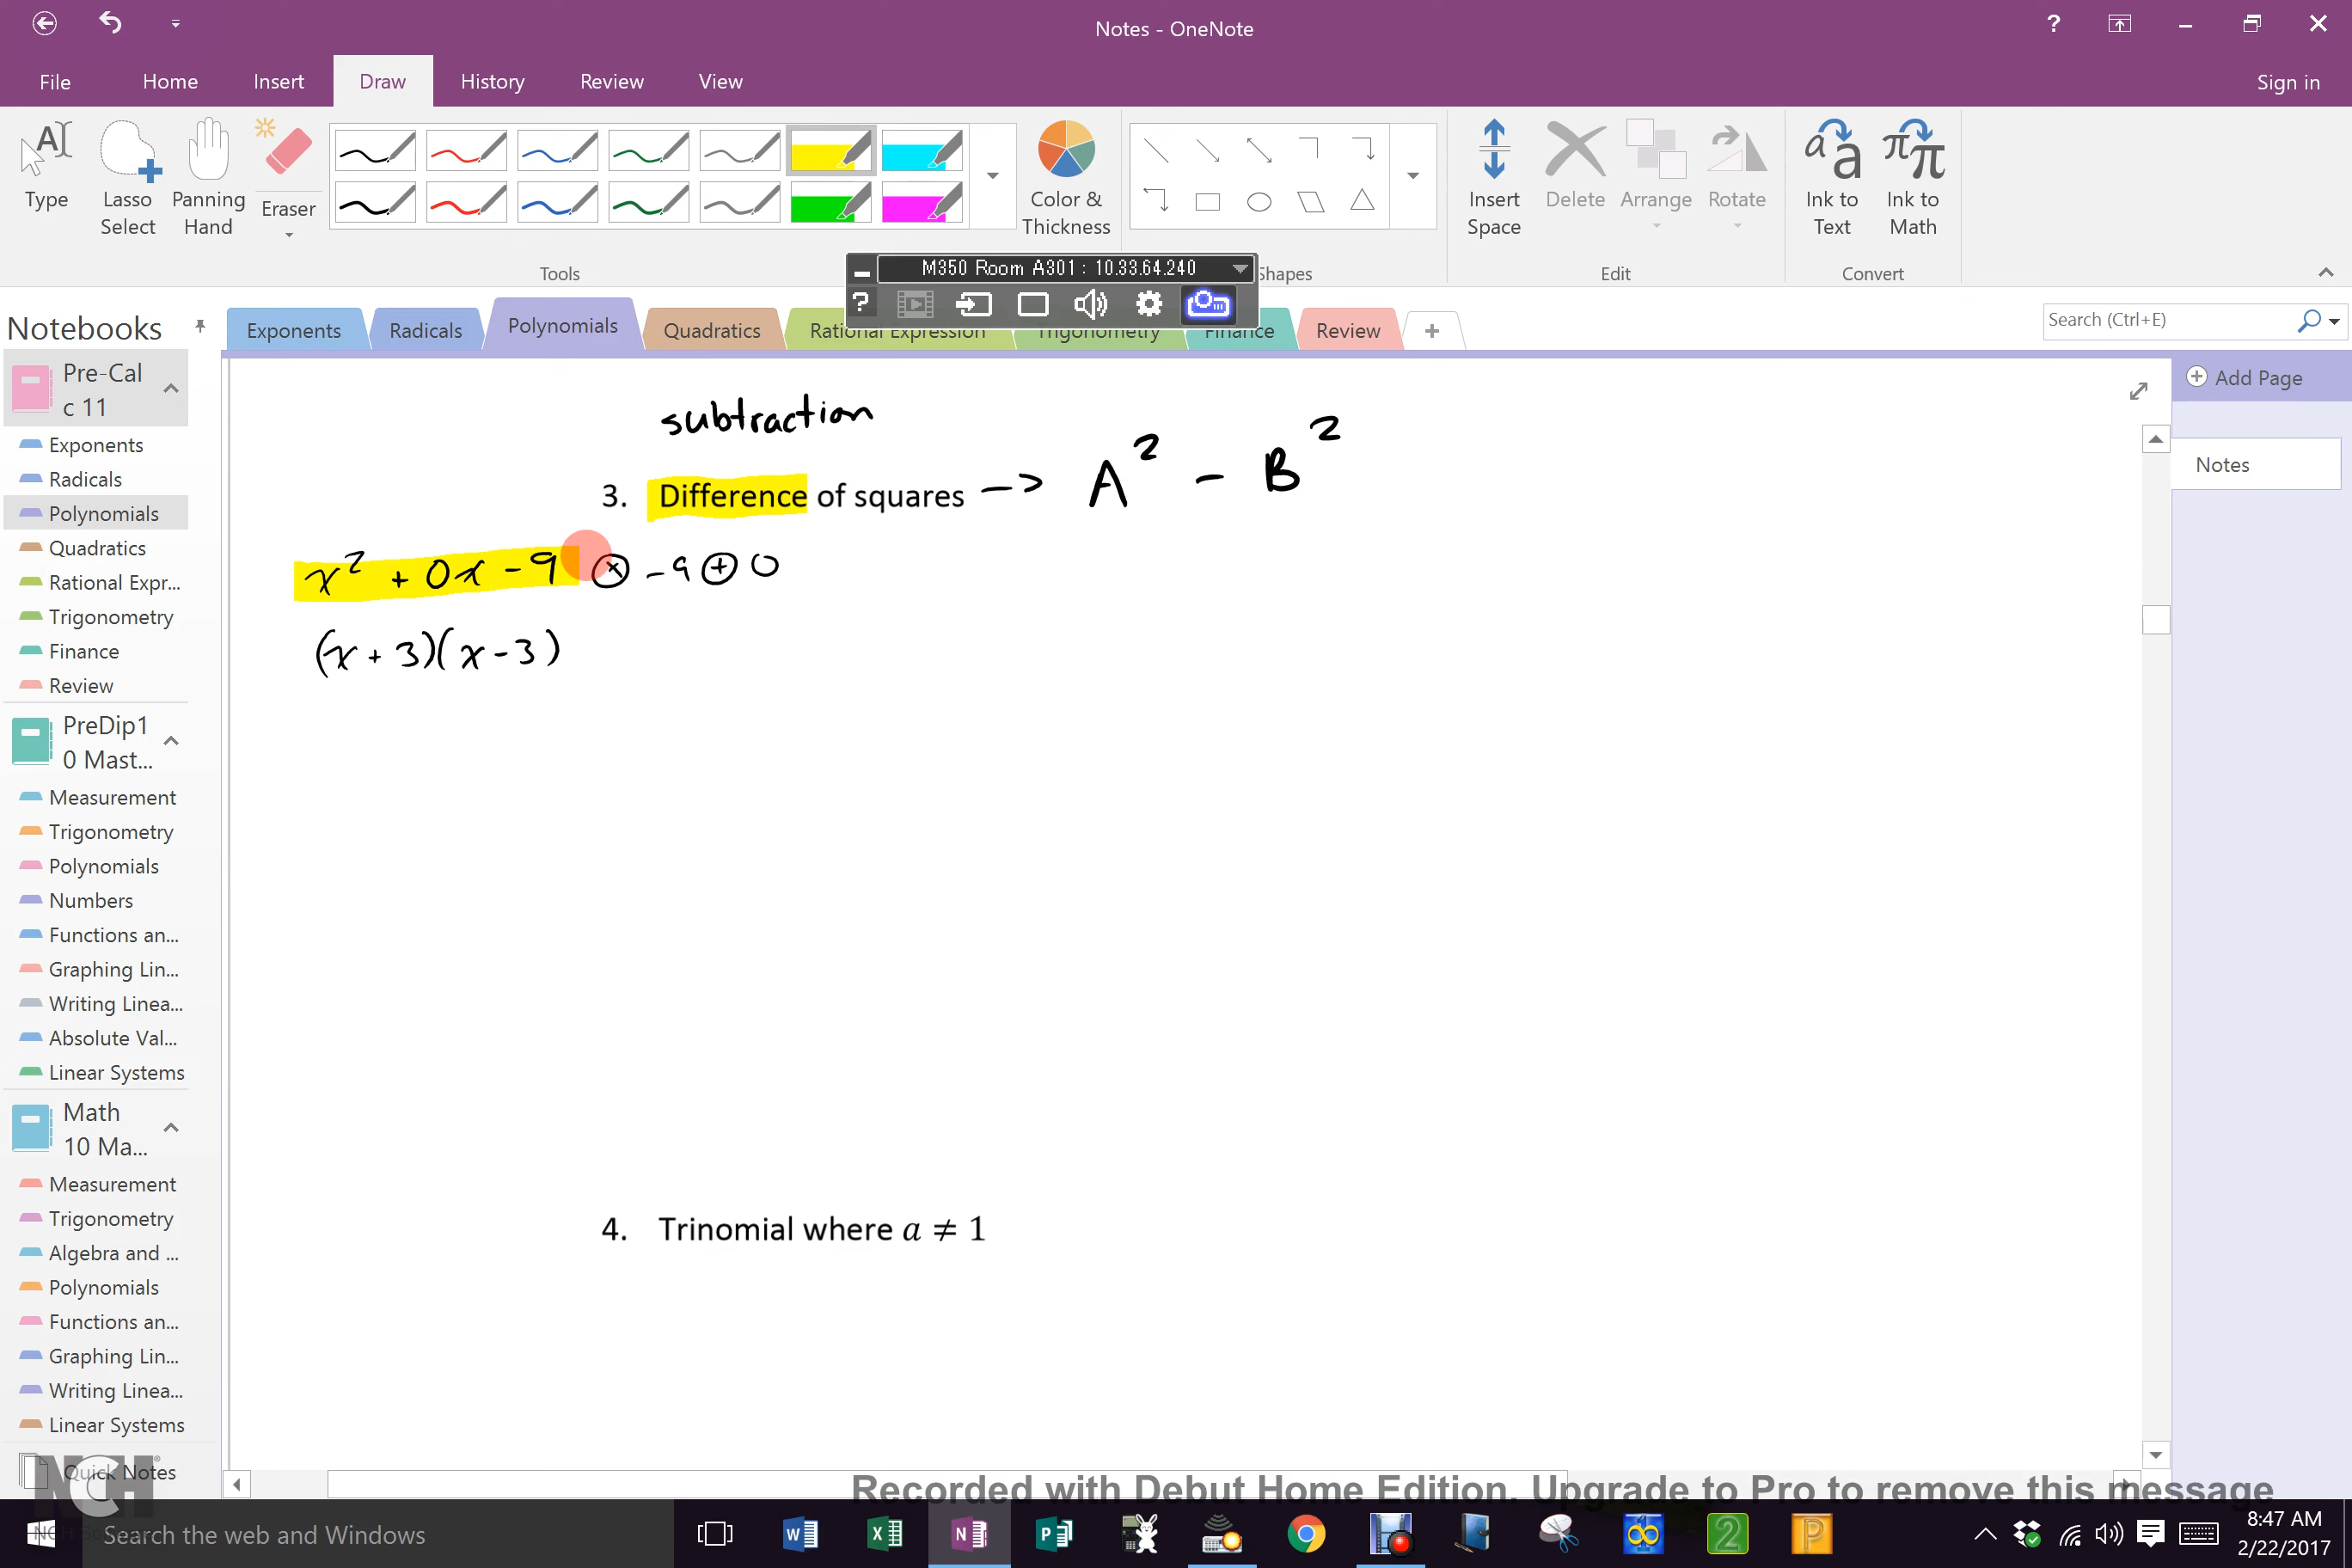 Notes - OneNote
?
File Home Insert Draw History Review View Sign in
Type
Lasso Select
Panning Hand
Eraser
Color & Thickness
Insert Space
Delete
Arrange
Rotate
Ink to Text
Ink to Math
Tools
Shapes
Edit
Convert
M350 Room A301 : 10.33.64.240
?
Notebooks
Exponents Radicals Polynomials Quadratics Rational Expression Trigonometry Finance Review +
Search (Ctrl+E)
Pre-Cal
c 11
Exponents
Radicals
Polynomials
Quadratics
Rational Expr...
Trigonometry
Finance
Review
PreDip1
0 Mast...
Measurement
Trigonometry
Polynomials
Numbers
Functions an...
Graphing Lin...
Writing Linea...
Absolute Val...
Linear Systems
Math
10 Ma...
Measurement
Trigonometry
Algebra and ...
Polynomials
Functions an...
Graphing Lin...
Writing Linea...
Linear Systems
Quick Notes
subtraction
3. Difference of squares --> A² - B²
x² + 0x - 9 ⊗ -9 ⊕ 0
(x + 3)(x - 3)
4. Trinomial where a ≠ 1
Add Page
Notes
NCH
Recorded with Debut Home Edition. Upgrade to Pro to remove this message
Search the web and Windows
8:47 AM
2/22/2017